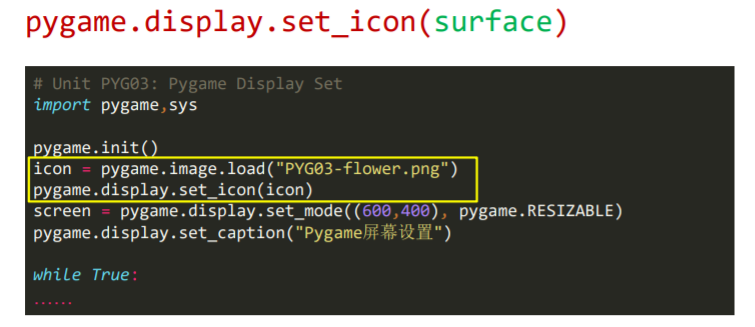 pygame.display.set_icon(surface)
# Unit PYG03: Pygame Display Set
import pygame,sys
pygame.init()
icon = pygame.image.load("PYG03-flower.png")
pygame.display.set_icon(icon)
screen = pygame.display.set_mode((600,400), pygame.RESIZABLE)
pygame.display.set_caption("Pygame屏幕设置")
while True:
......